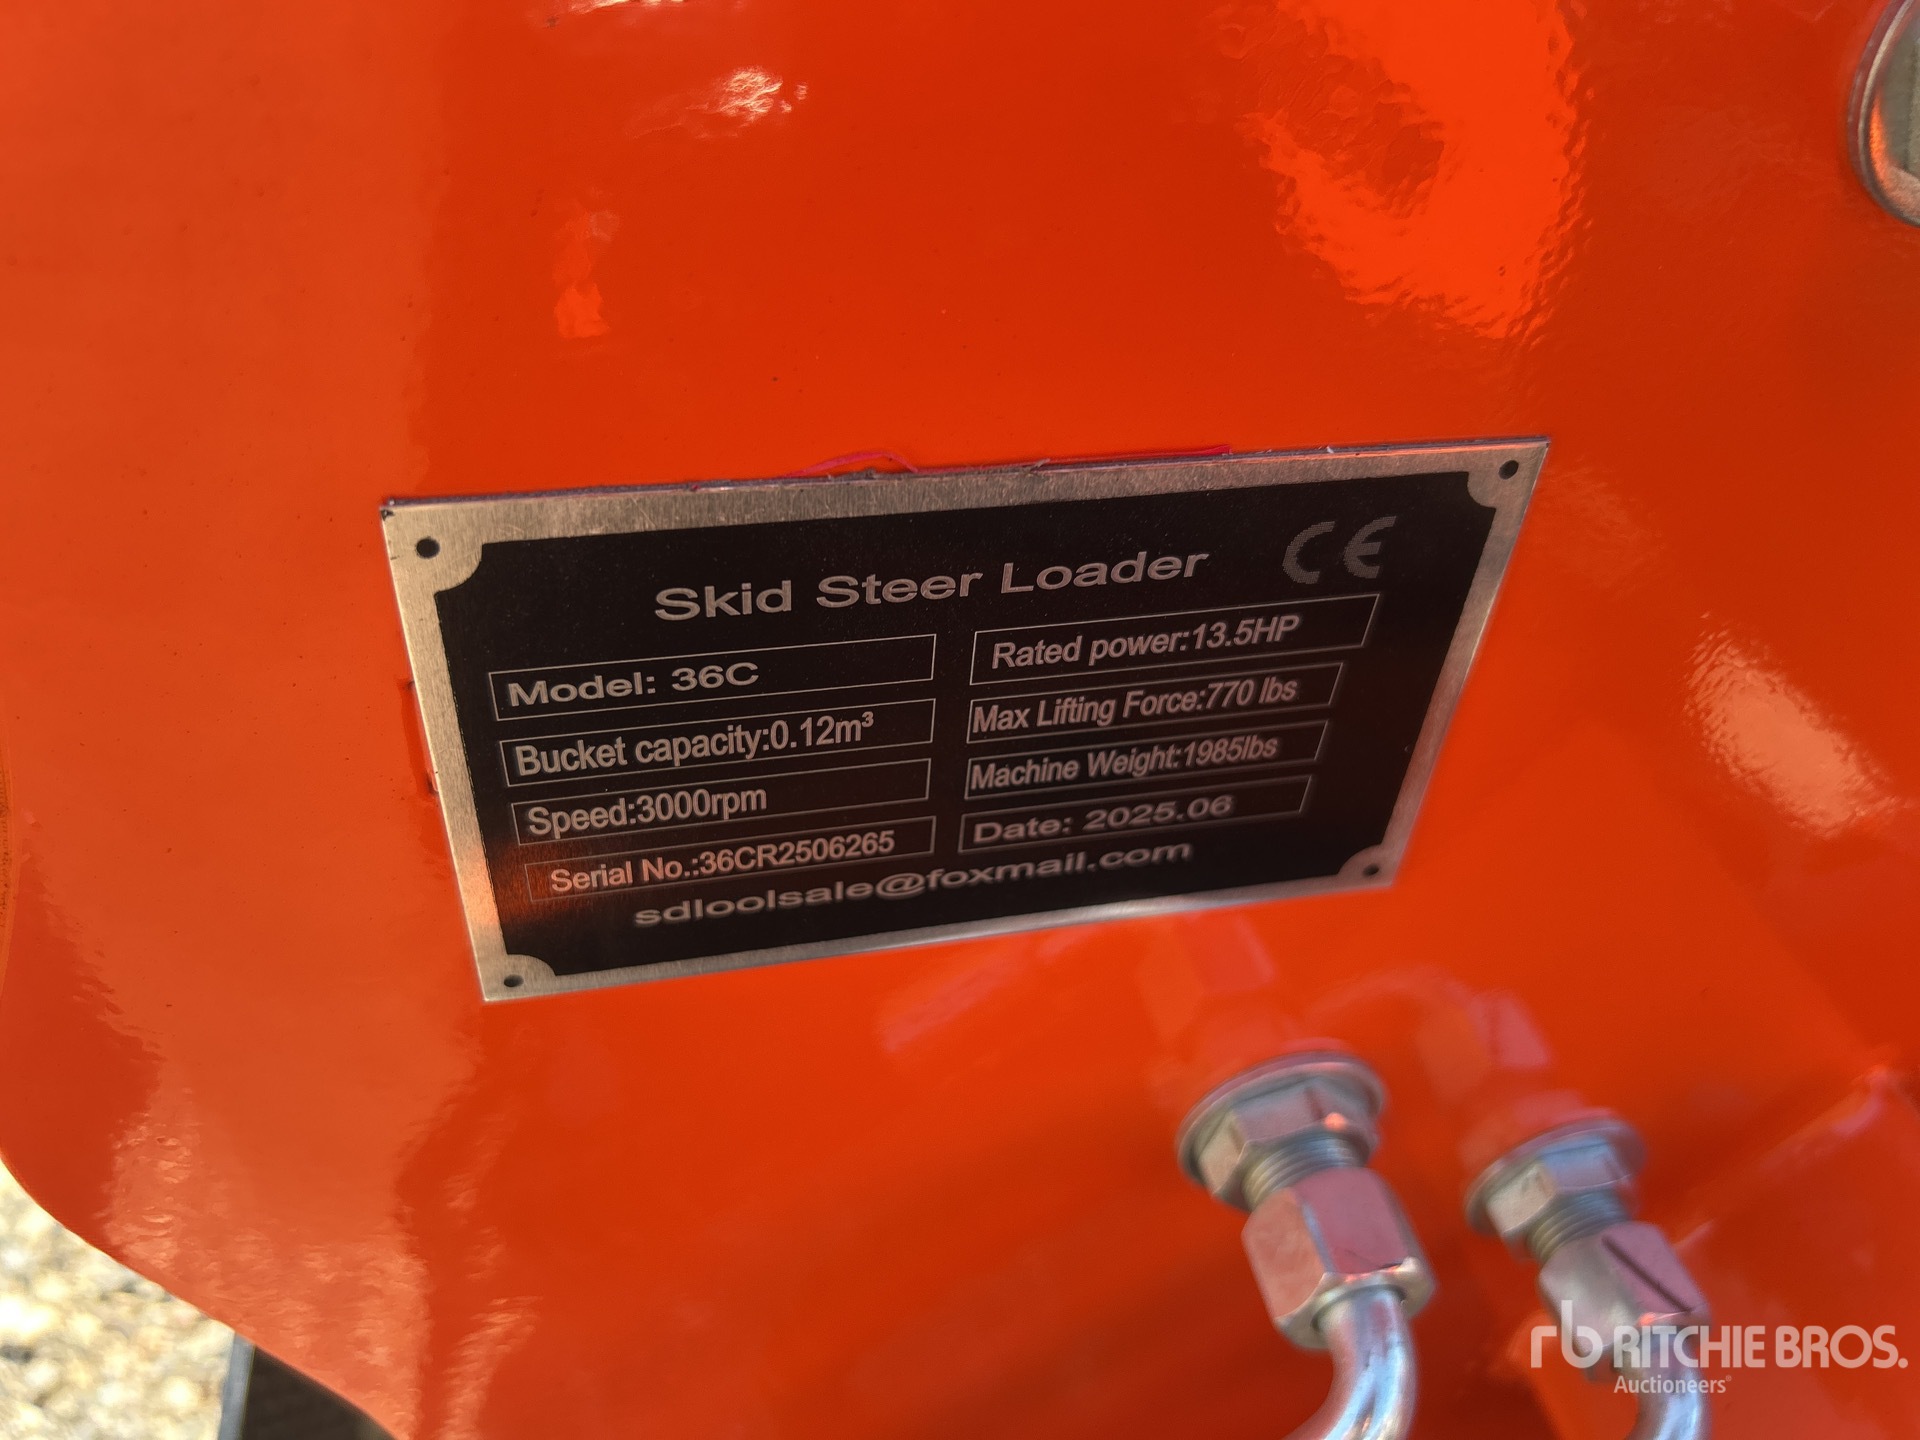 Skid Steer Loader CE
Model: 36C
Rated power:13.5HP
Bucket capacity:0.12m³
Max Lifting Force:770 lbs
Speed:3000rpm
Machine Weight:1985lbs
Serial No.:36CR2506265
Date: 2025.06
sdloolsale@foxmail.com
rb RITCHIE BROS.
Auctioneers®